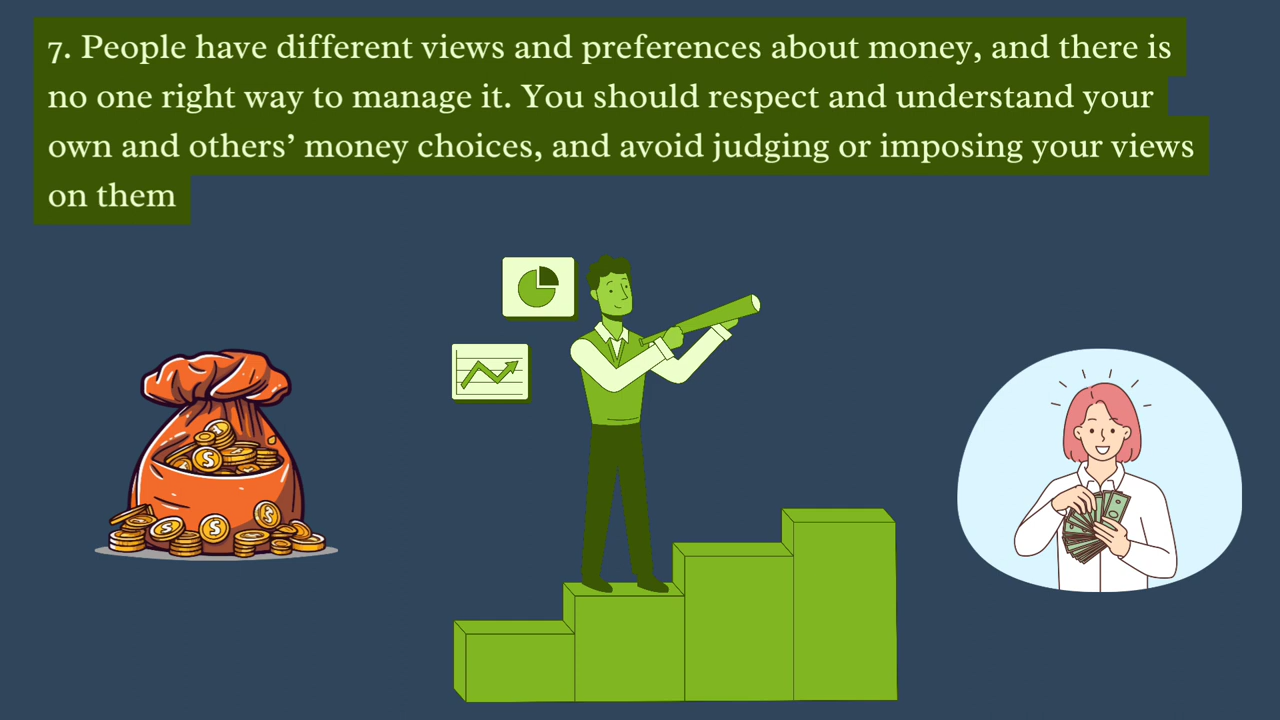 7. People have different views and preferences about money, and there is
no one right way to manage it. You should respect and understand your
own and others’ money choices, and avoid judging or imposing your views
on them